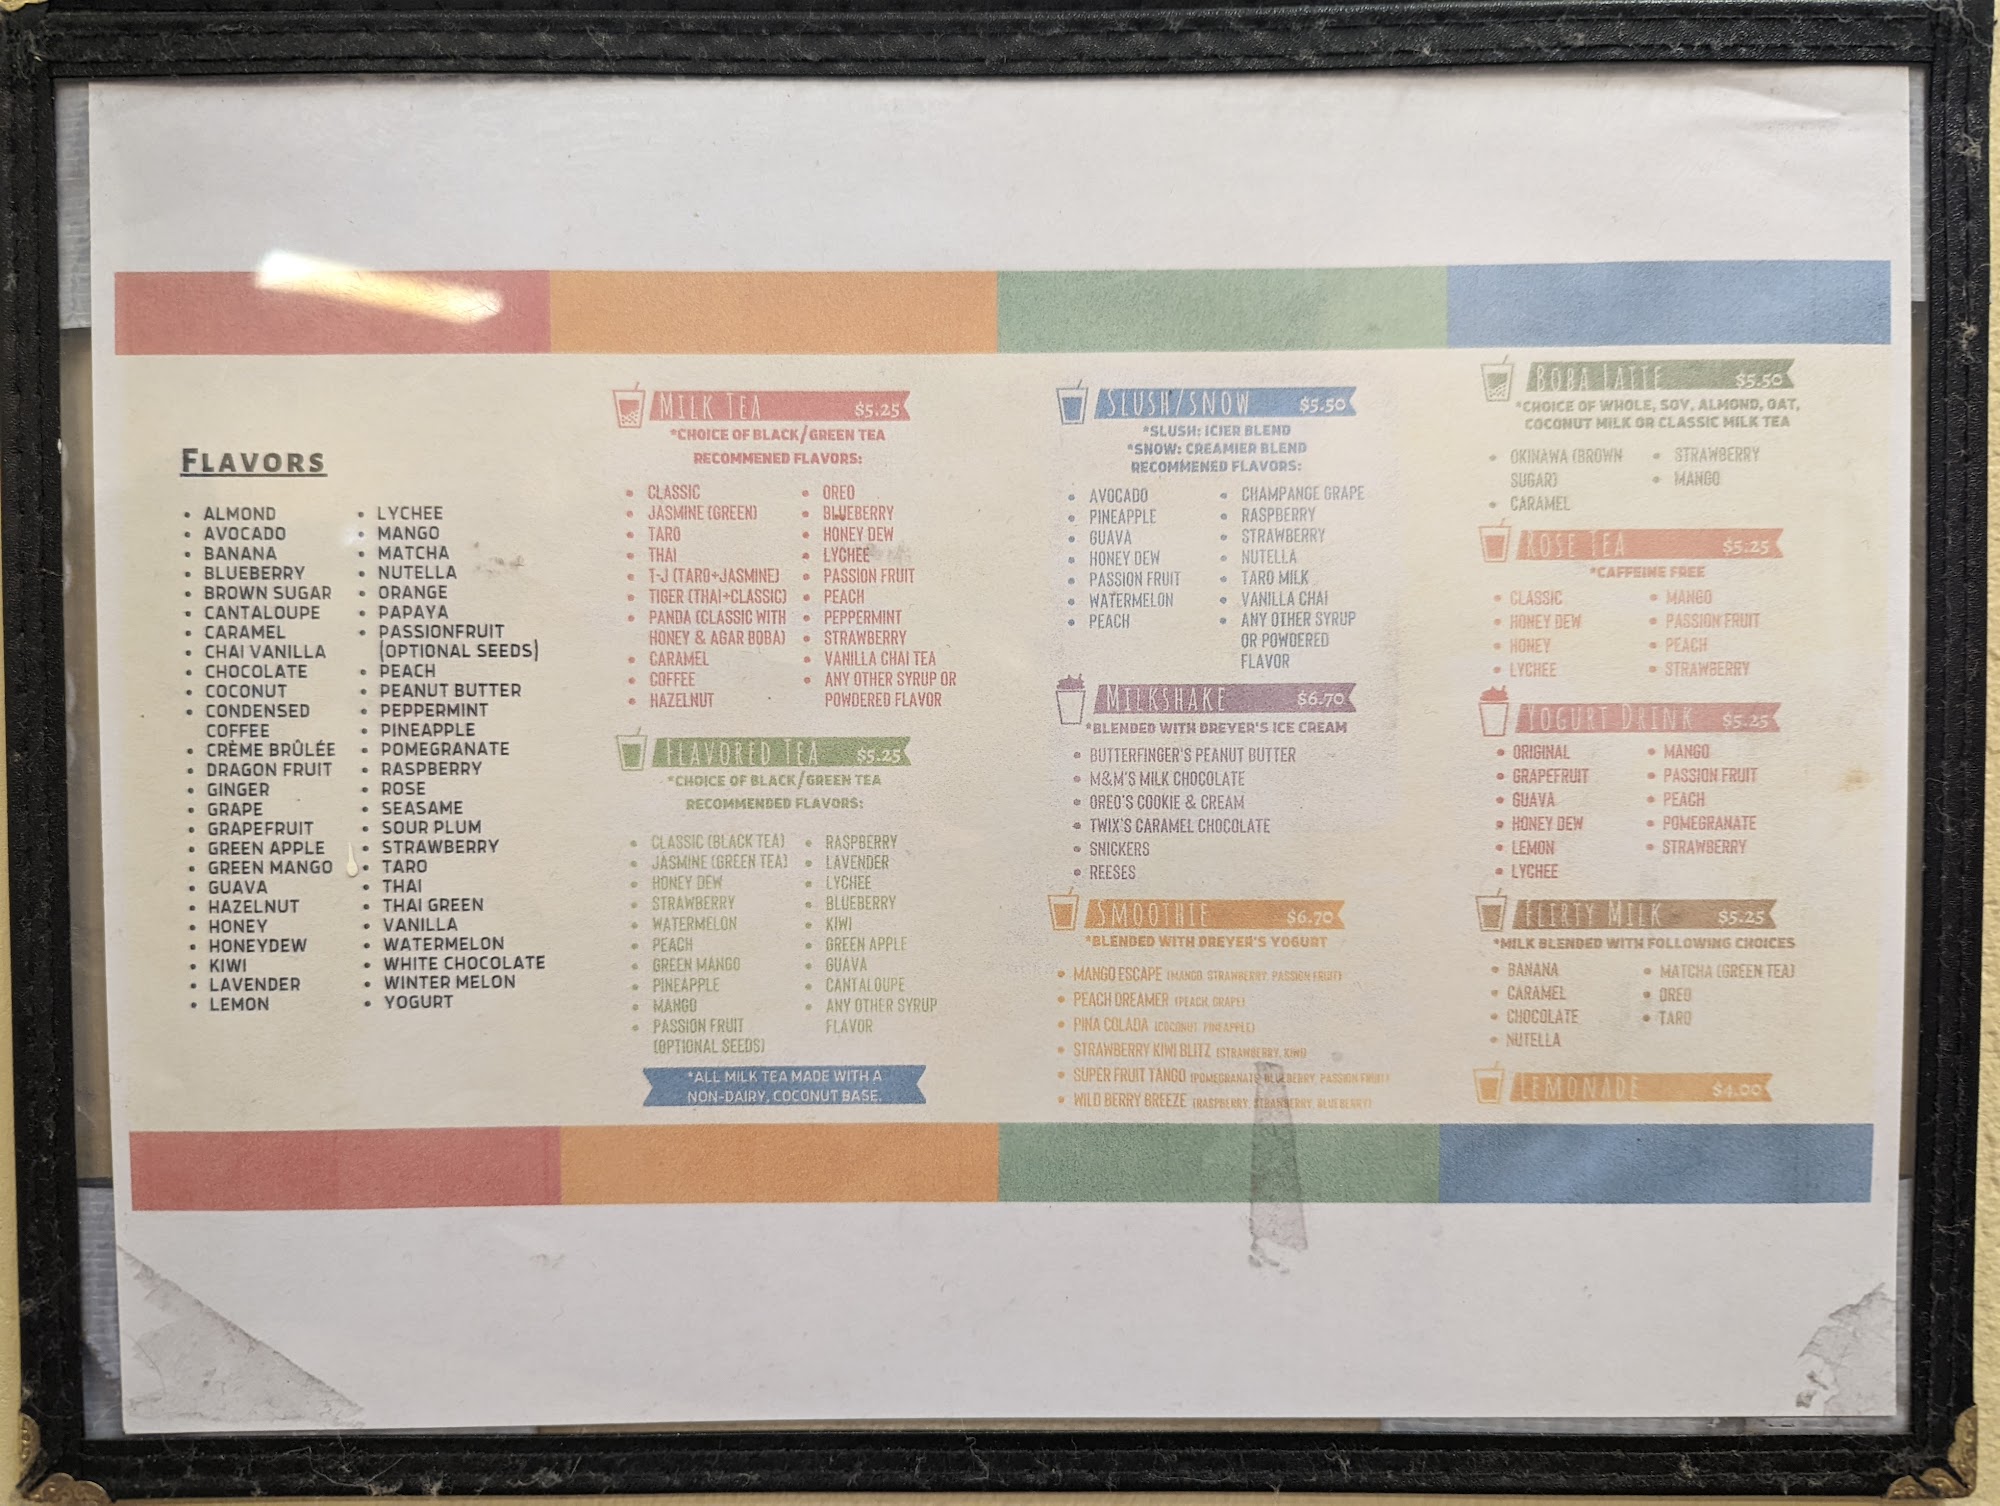 FLAVORS
• ALMOND
• AVOCADO
• BANANA
• BLUEBERRY
• BROWN SUGAR
• CANTALOUPE
• CARAMEL
• CHAI VANILLA
• CHOCOLATE
• COCONUT
• CONDENSED
COFFEE
• CRÈME BRÛLÉE
• DRAGON FRUIT
• GINGER
• GRAPE
• GRAPEFRUIT
• GREEN APPLE
• GREEN MANGO
• GUAVA
• HAZELNUT
• HONEY
• HONEYDEW
• KIWI
• LAVENDER
• LEMON
• LYCHEE
• MANGO
• MATCHA
• NUTELLA
• ORANGE
• PAPAYA
• PASSIONFRUIT
(OPTIONAL SEEDS)
• PEACH
• PEANUT BUTTER
• PEPPERMINT
• PINEAPPLE
• POMEGRANATE
• RASPBERRY
• ROSE
• SEASAME
• SOUR PLUM
• STRAWBERRY
• TARO
• THAI
• THAI GREEN
• VANILLA
• WATERMELON
• WHITE CHOCOLATE
• WINTER MELON
• YOGURT
MILK TEA $5.25
*CHOICE OF BLACK/GREEN TEA
RECOMMENED FLAVORS:
• CLASSIC
• JASMINE (GREEN)
• TARO
• THAI
• T-J (TARO+JASMINE)
• TIGER (THAI+CLASSIC)
• PANDA (CLASSIC WITH
HONEY & AGAR BOBA)
• CARAMEL
• COFFEE
• HAZELNUT
• OREO
• BLUEBERRY
• HONEY DEW
• LYCHEE
• PASSION FRUIT
• PEACH
• PEPPERMINT
• STRAWBERRY
• VANILLA CHAI TEA
• ANY OTHER SYRUP OR
POWDERED FLAVOR
FLAVORED TEA $5.25
*CHOICE OF BLACK/GREEN TEA
RECOMMENDED FLAVORS:
• CLASSIC (BLACK TEA)
• JASMINE (GREEN TEA)
• HONEY DEW
• STRAWBERRY
• WATERMELON
• PEACH
• GREEN MANGO
• PINEAPPLE
• MANGO
• PASSION FRUIT
(OPTIONAL SEEDS)
• RASPBERRY
• LAVENDER
• LYCHEE
• BLUEBERRY
• KIWI
• GREEN APPLE
• GUAVA
• CANTALOUPE
• ANY OTHER SYRUP
FLAVOR
*ALL MILK TEA MADE WITH A
NON-DAIRY, COCONUT BASE.
SLUSH/SNOW $5.50
*SLUSH: ICIER BLEND
*SNOW: CREAMIER BLEND
RECOMMENED FLAVORS:
• AVOCADO
• PINEAPPLE
• GUAVA
• HONEY DEW
• PASSION FRUIT
• WATERMELON
• PEACH
• CHAMPANGE GRAPE
• RASPBERRY
• STRAWBERRY
• NUTELLA
• TARO MILK
• VANILLA CHAI
• ANY OTHER SYRUP
OR POWDERED
FLAVOR
MILKSHAKE $6.70
*BLENDED WITH DREYER'S ICE CREAM
• BUTTERFINGER'S PEANUT BUTTER
• M&M'S MILK CHOCOLATE
• OREO'S COOKIE & CREAM
• TWIX'S CARAMEL CHOCOLATE
• SNICKERS
• REESES
SMOOTHIE $6.70
*BLENDED WITH DREYER'S YOGURT
• MANGO ESCAPE (MANGO, STRAWBERRY, PASSION FRUIT)
• PEACH DREAMER (PEACH, GRAPE)
• PINA COLADA (COCONUT, PINEAPPLE)
• STRAWBERRY KIWI BLITZ (STRAWBERRY, KIWI)
• SUPER FRUIT TANGO (POMEGRANATE, BLUEBERRY, PASSION FRUIT)
• WILD BERRY BREEZE (RASPBERRY, STRAWBERRY, BLUEBERRY)
BOBA LATTE $5.50
*CHOICE OF WHOLE, SOY, ALMOND, OAT,
COCONUT MILK OR CLASSIC MILK TEA
• OKINAWA (BROWN
SUGAR)
• CARAMEL
• STRAWBERRY
• MANGO
ROSE TEA $5.25
*CAFFEINE FREE
• CLASSIC
• HONEY DEW
• HONEY
• LYCHEE
• MANGO
• PASSION FRUIT
• PEACH
• STRAWBERRY
YOGURT DRINK $5.25
• ORIGINAL
• GRAPEFRUIT
• GUAVA
• HONEY DEW
• LEMON
• LYCHEE
• MANGO
• PASSION FRUIT
• PEACH
• POMEGRANATE
• STRAWBERRY
FLIRTY MILK $5.25
*MILK BLENDED WITH FOLLOWING CHOICES
• BANANA
• CARAMEL
• CHOCOLATE
• NUTELLA
• MATCHA (GREEN TEA)
• OREO
• TARO
LEMONADE $4.00